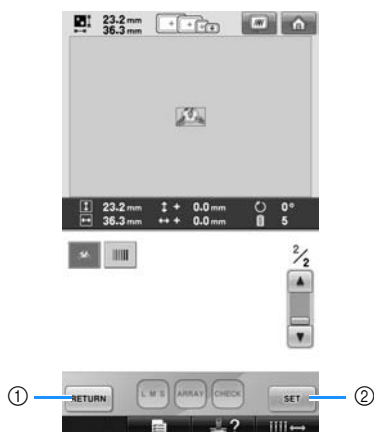 23.2 mm
36.3 mm
23.2 mm + 0.0 mm 0°
36.3 mm + 0.0 mm 5
2/2
① RETURN L M S ARRAY CHECK SET ②
?